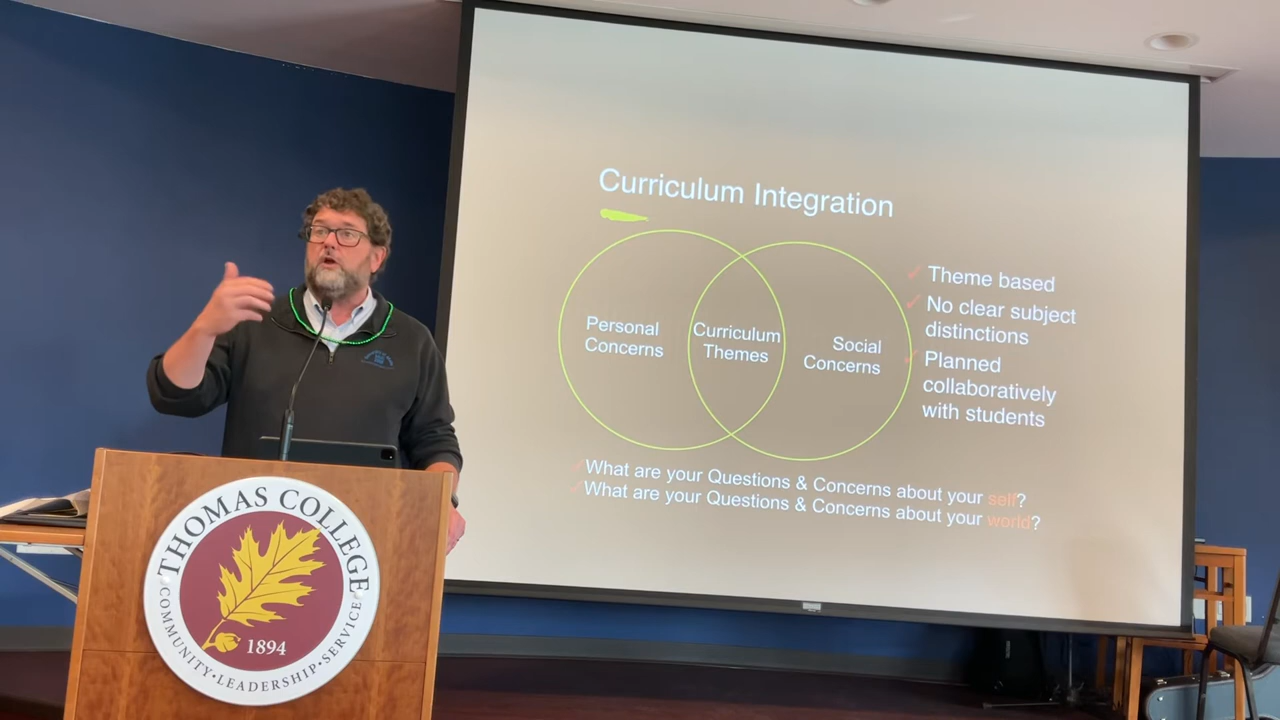 Curriculum Integration
Personal
Concerns
Curriculum
Themes
Social
Concerns
Theme based
No clear subject
distinctions
Planned
collaboratively
with students
What are your Questions & Concerns about your self?
What are your Questions & Concerns about your world?
THOMAS COLLEGE
1894
COMMUNITY•LEADERSHIP•SERVICE